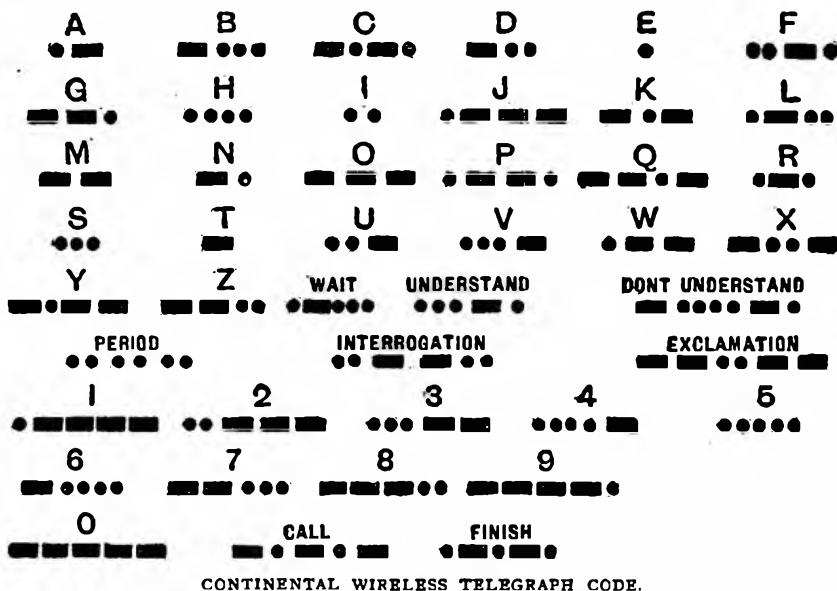 A B C D E F
G H I J K L
M N O P Q R
S T U V W X
Y Z WAIT UNDERSTAND DONT UNDERSTAND
PERIOD INTERROGATION EXCLAMATION
1 2 3 4 5
6 7 8 9
0 CALL FINISH
CONTINENTAL WIRELESS TELEGRAPH CODE.